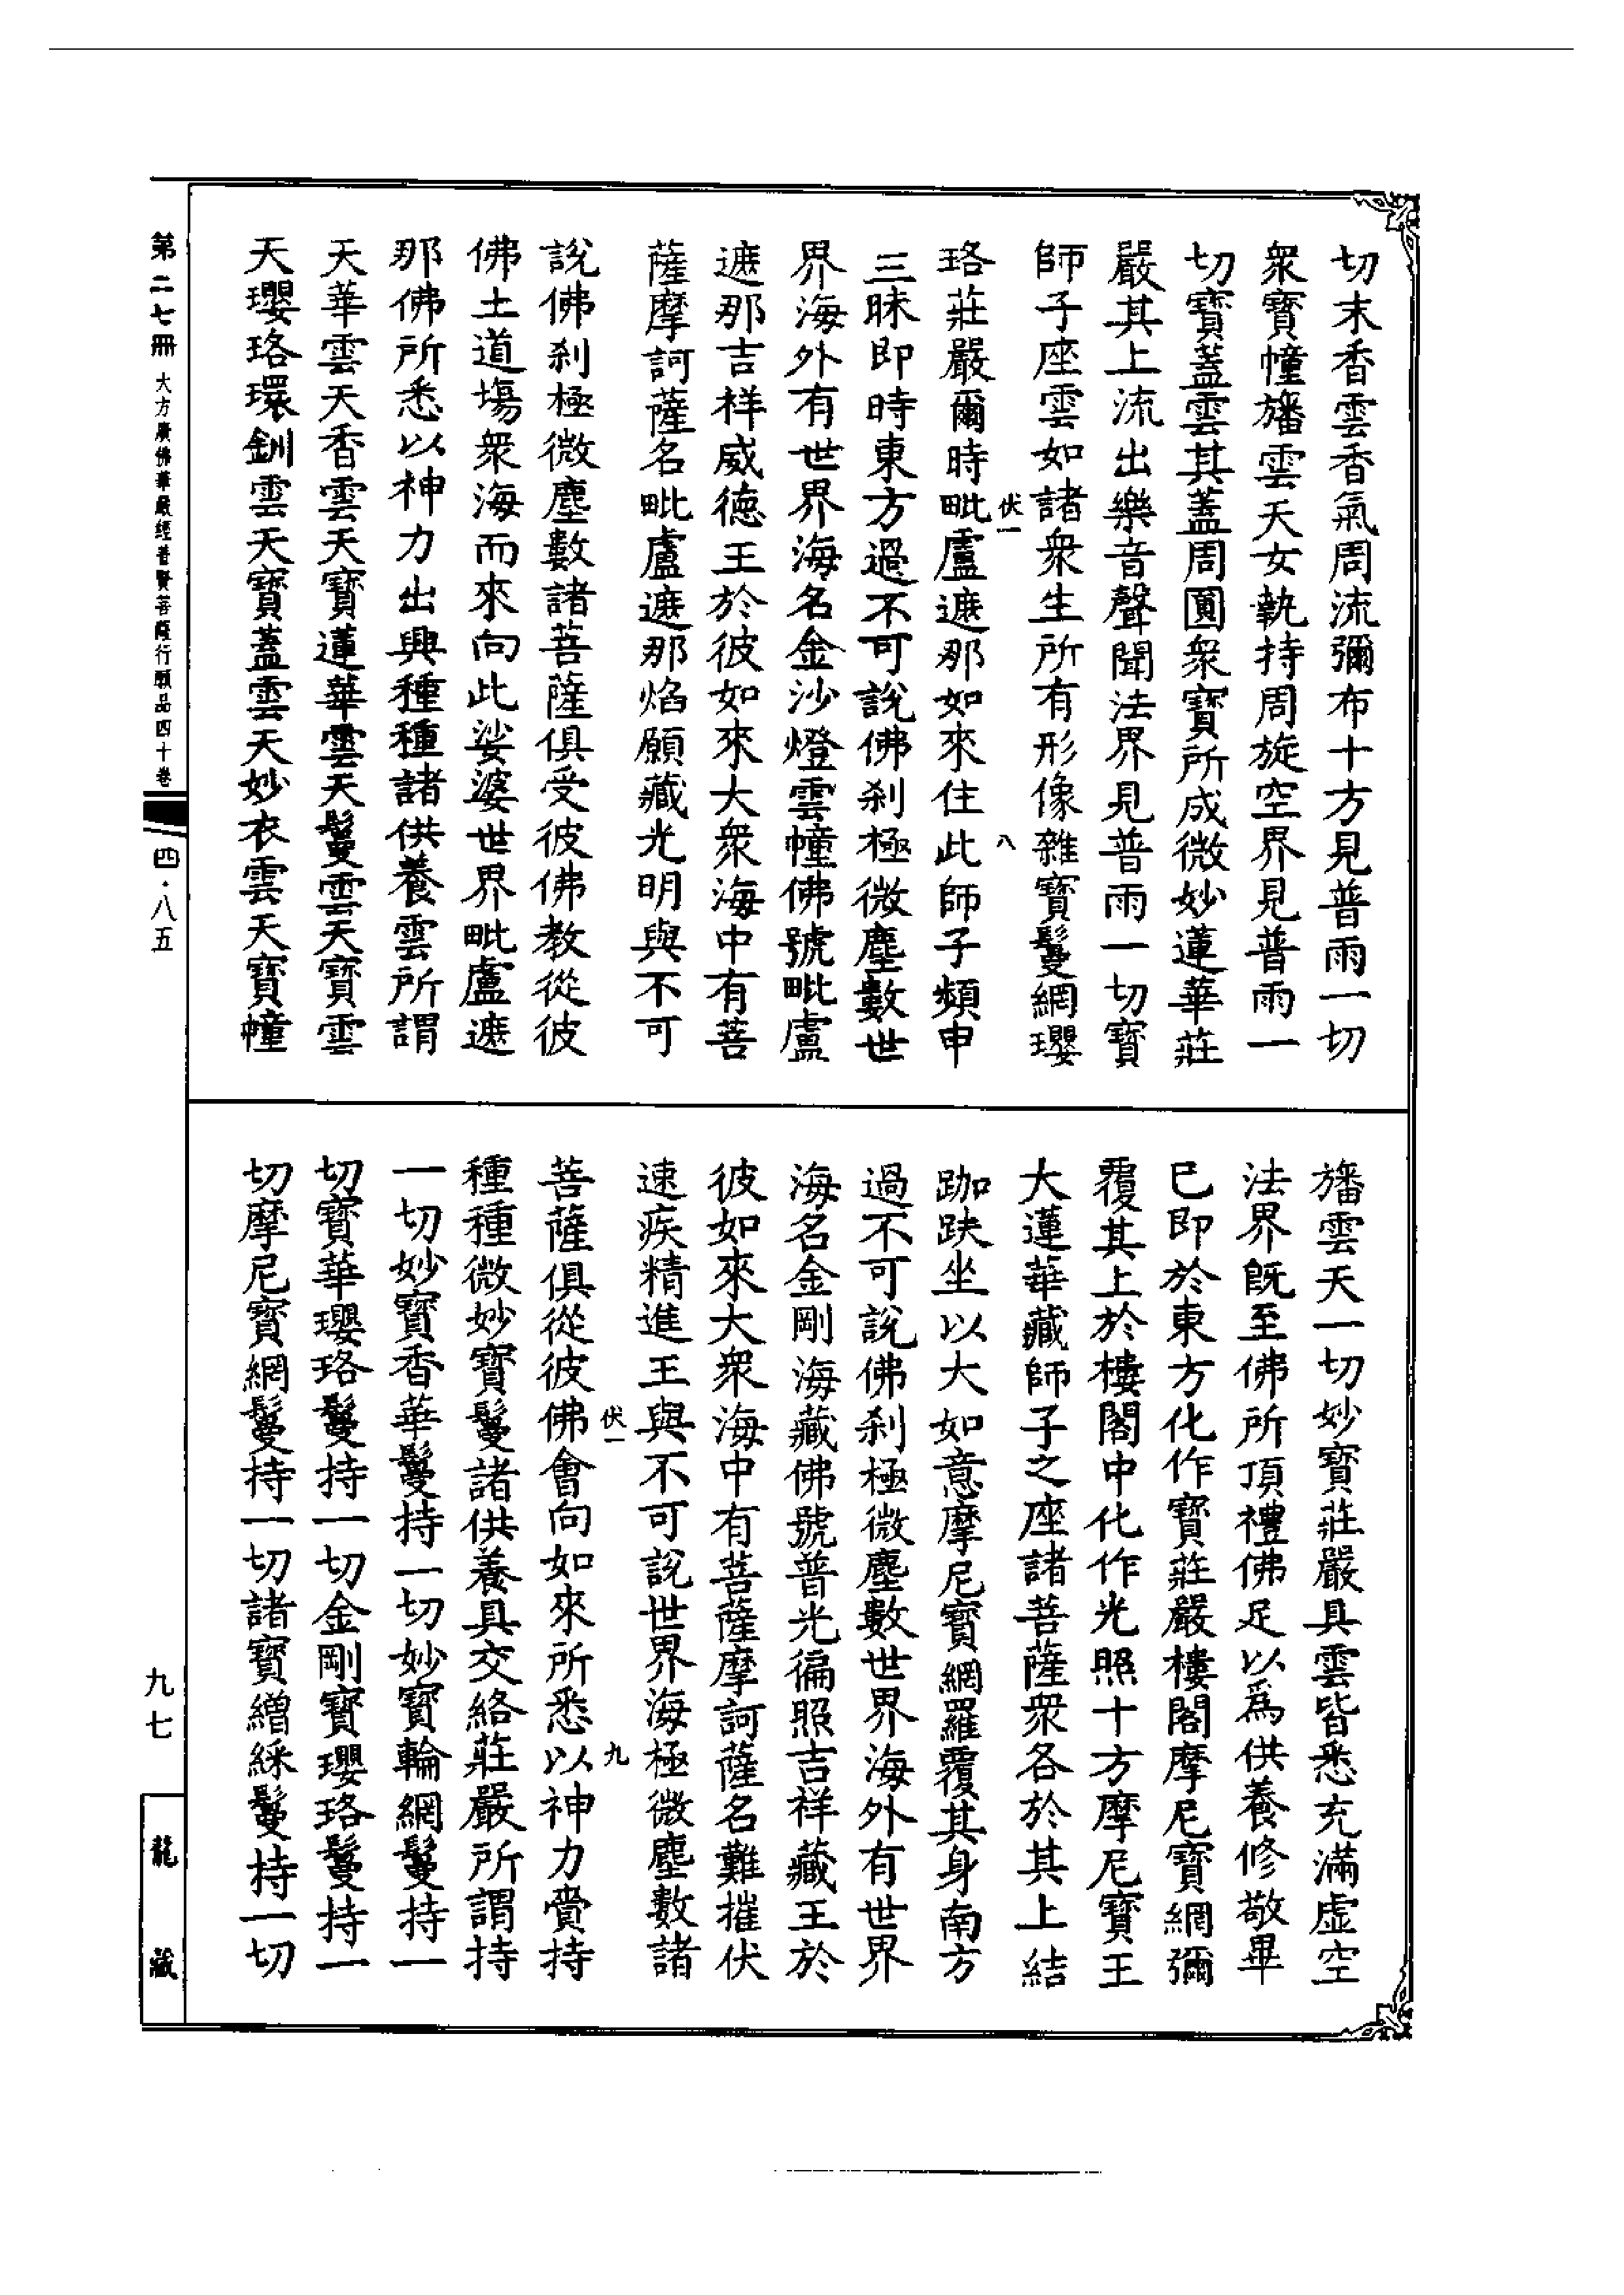 切末香雲香氣周流彌布十方見普雨一切
衆寶幢旛雲天女執持周旋空界見普雨一
切寶蓋雲其蓋周圓衆寶所成微妙蓮華莊
嚴其上流出樂音聲聞法界見普雨一切寶
師子座雲如諸衆生所有形像雜寶鬘網瓔
伏一 八
珞莊嚴爾時毗盧遮那如來住此師子頻申
三昧即時東方過不可說佛刹極微塵數世
界海外有世界海名金沙燈雲幢佛號毗盧
遮那吉祥威德王於彼如來大衆海中有菩
薩摩訶薩名毗盧遮那焰願藏光明與不可
說佛刹極微塵數諸菩薩俱受彼佛教從彼
佛土道場衆海而來向此娑婆世界毗盧遮
那佛所悉以神力出興種種諸供養雲所謂
天華雲天香雲天寶蓮華雲天鬘雲天寶雲
天瓔珞環釧雲天寶蓋雲天妙衣雲天寶幢
旛雲天一切妙寶莊嚴具雲皆悉充滿虛空
法界既至佛所頂禮佛足以爲供養修敬畢
已即於東方化作寶莊嚴樓閣摩尼寶網彌
覆其上於樓閣中化作光照十方摩尼寶王
大蓮華藏師子之座諸菩薩衆各於其上結
跏趺坐以大如意摩尼寶網羅覆其身南方
過不可說佛刹極微塵數世界海外有世界
海名金剛海藏佛號普光徧照吉祥藏王於
彼如來大衆海中有菩薩摩訶薩名難摧伏
速疾精進王與不可說世界海極微塵數諸
伏一 九
菩薩俱從彼佛會向如來所悉以神力賷持
種種微妙寶鬘諸供養具交絡莊嚴所謂持
一切妙寶香華鬘持一切妙寶輪網鬘持一
切寶華瓔珞鬘持一切金剛寶瓔珞鬘持一
切摩尼寶網鬘持一切諸寶繒綵鬘持一切
第二七冊 大方廣佛華嚴經普賢菩薩行願品四十卷 四·八五
九七
龍藏